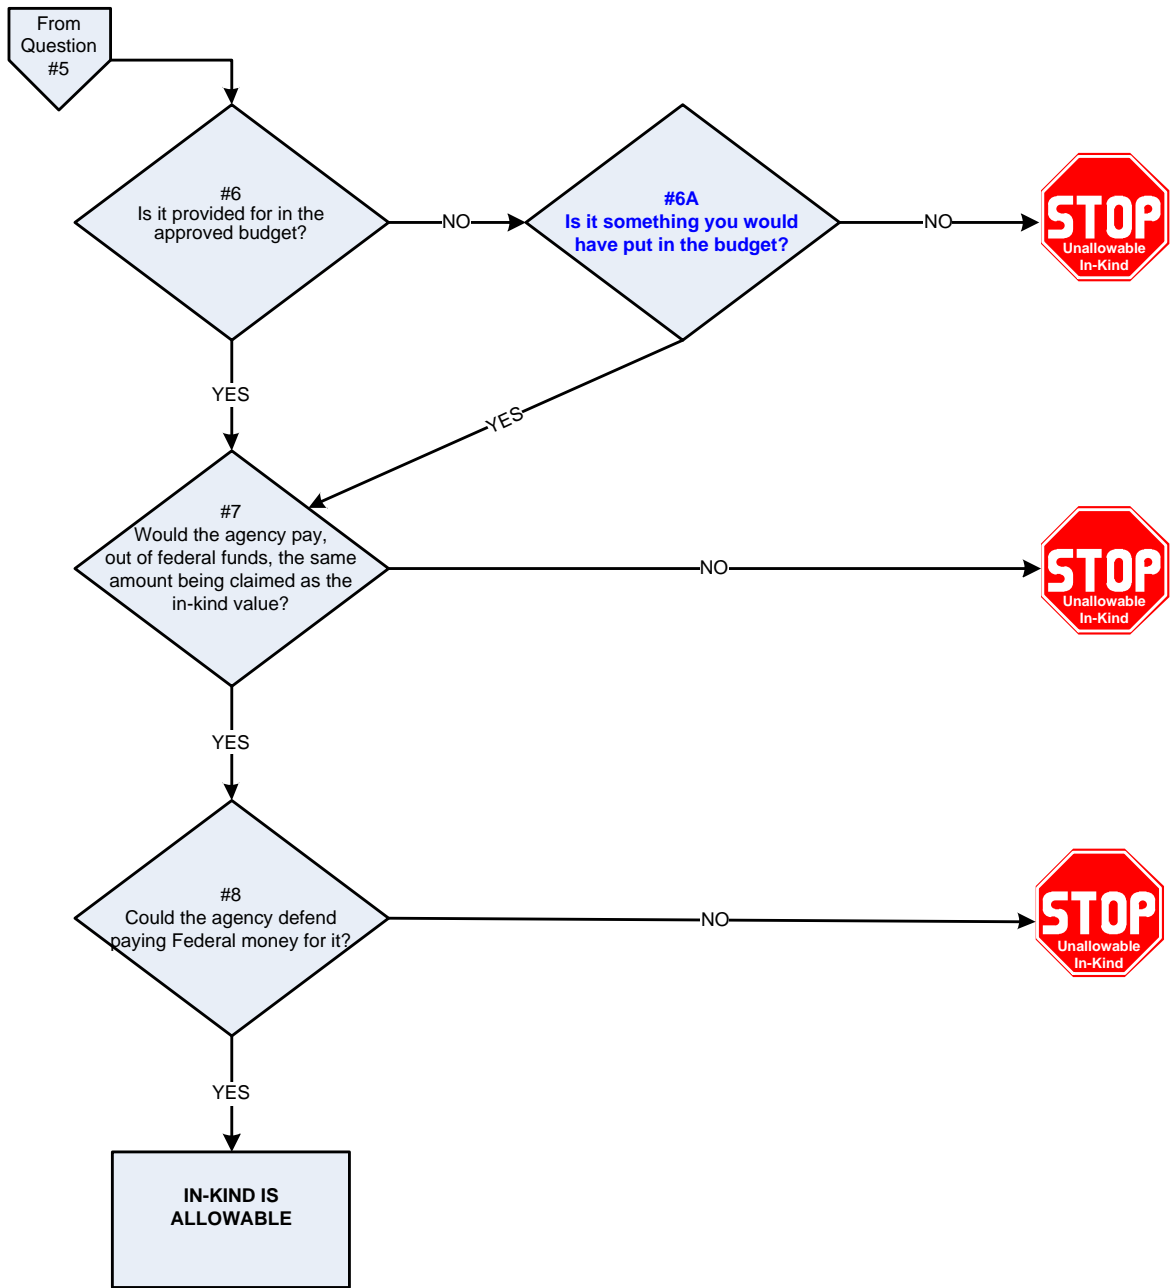 From
Question
#5
#6
Is it provided for in the
approved budget?
NO
#6A
Is it something you would
have put in the budget?
NO
STOP
Unallowable
In-Kind
YES
YES
#7
Would the agency pay,
out of federal funds, the same
amount being claimed as the
in-kind value?
NO
STOP
Unallowable
In-Kind
YES
#8
Could the agency defend
paying Federal money for it?
NO
STOP
Unallowable
In-Kind
YES
IN-KIND IS
ALLOWABLE